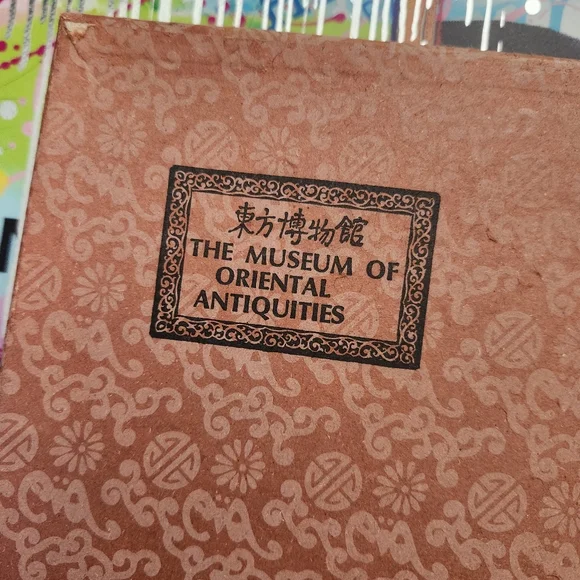 東方博物館
THE MUSEUM OF
ORIENTAL
ANTIQUITIES